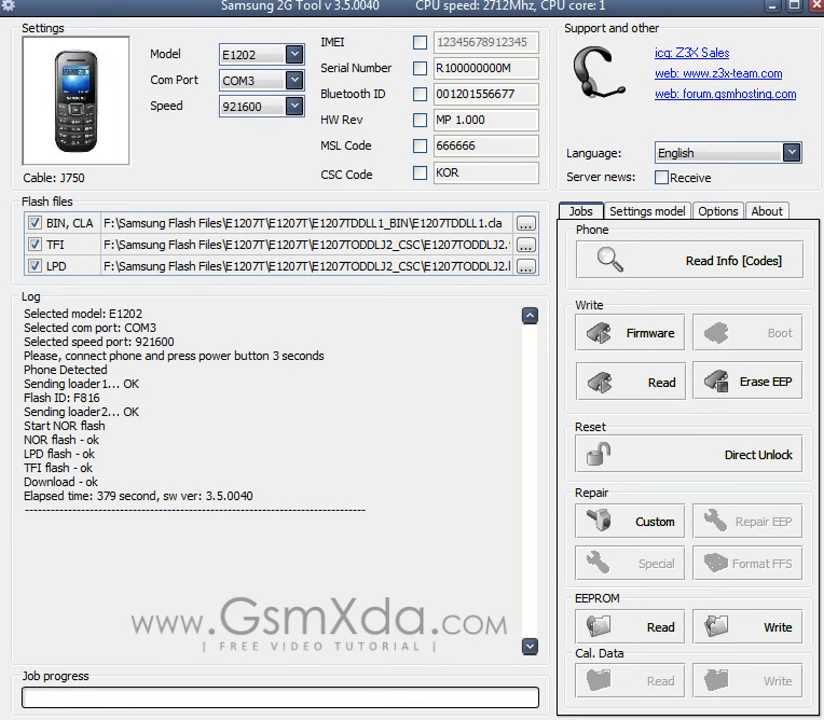 Samsung 2G Tool v 3.5.0040 CPU speed: 2712Mhz, CPU core: 1
Settings
Model E1202
Com Port COM3
Speed 921600
Cable: J750
IMEI 12345678912345
Serial Number R100000000M
Bluetooth ID 001201556677
HW Rev MP 1.000
MSL Code 666666
CSC Code KOR
Support and other
icq: Z3X Sales
web: www.z3x-team.com
web: forum.gsmhosting.com
Language: English
Server news: Receive
Flash files
BIN, CLA F:\Samsung Flash Files\E1207T\E1207T\E1207TDDLL1_BIN\E1207TDDLL1.cla ...
TFI F:\Samsung Flash Files\E1207T\E1207T\E1207TODDLJ2_CSC\E1207TODDLJ2. ...
LPD F:\Samsung Flash Files\E1207T\E1207T\E1207TODDLJ2_CSC\E1207TODDLJ2.l ...
Log
Selected model: E1202
Selected com port: COM3
Selected speed port: 921600
Please, connect phone and press power button 3 seconds
Phone Detected
Sending loader1... OK
Flash ID: F816
Sending loader2... OK
Start NOR flash
NOR flash - ok
LPD flash - ok
TFI flash - ok
Download - ok
Elapsed time: 379 second, sw ver: 3.5.0040
--------------------------------------------------------------------------------
www.GsmXda.com
| FREE VIDEO TUTORIAL |
Job progress
Jobs Settings model Options About
Phone
Read Info [Codes]
Write
Firmware Boot
Read Erase EEP
Reset
Direct Unlock
Repair
Custom Repair EEP
Special Format FFS
EEPROM
Read Write
Cal. Data
Read Write